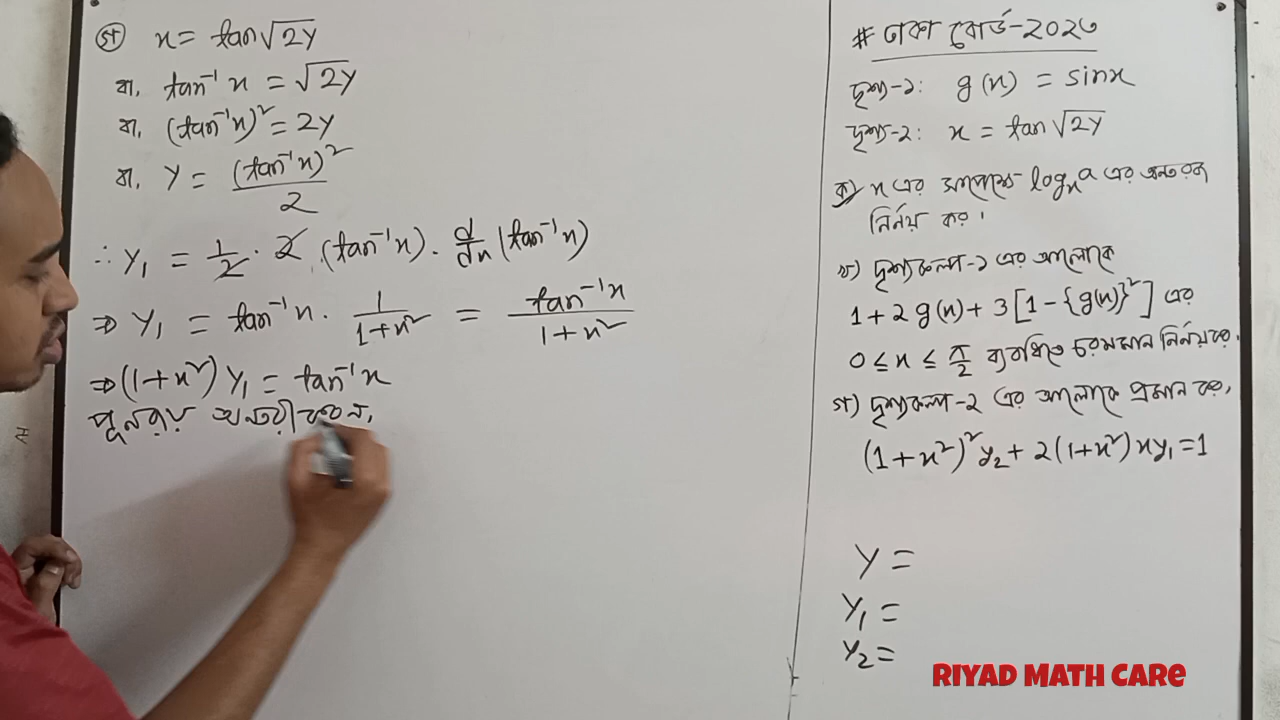 গ) x = tan√2y
বা, tan⁻¹ x = √2y
বা, (tan⁻¹x)² = 2y
বা, y = (tan⁻¹x)²/2
∴ y₁ = 1/2 · 2 (tan⁻¹x) · d/dx (tan⁻¹x)
⇒ y₁ = tan⁻¹x · 1/(1+x²) = tan⁻¹x/(1+x²)
⇒ (1+x²) y₁ = tan⁻¹x
পুনরায়
# ঢাকা বোর্ড-২০২৩
দৃশ্য-১: g(x) = sinx
দৃশ্য-২: x = tan√2y
ক) x এর সাপেক্ষে logₓa এর অন্তরজ
নির্ণয় কর।
খ) দৃশ্যকল্প-১ এর আলোকে
1+2g(x)+3[1-{g(x)}²] এর
0 ≤ x ≤ π/2 ব্যবধিতে চরমমান নির্ণয় কর.
গ) দৃশ্যকল্প-২ এর আলোকে প্রমান কর,
(1+x²)²y₂+2(1+x²)xy₁=1
y =
y₁ =
y₂ =
RIYAD MATH CARe